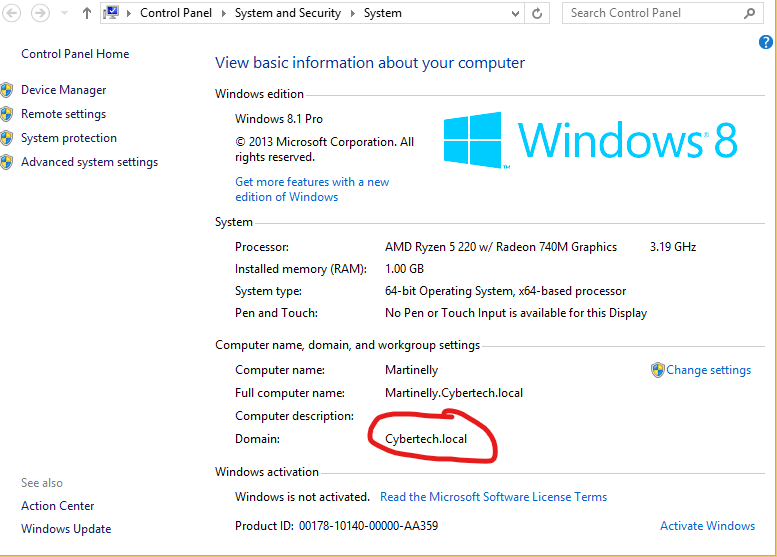 Control Panel System and Security System Search Control Panel
?
Control Panel Home
Device Manager
Remote settings
System protection
Advanced system settings
View basic information about your computer
Windows edition
Windows 8.1 Pro
© 2013 Microsoft Corporation. All
rights reserved.
Get more features with a new
edition of Windows
Windows® 8
™
System
Processor: AMD Ryzen 5 220 w/ Radeon 740M Graphics 3.19 GHz
Installed memory (RAM): 1.00 GB
System type: 64-bit Operating System, x64-based processor
Pen and Touch: No Pen or Touch Input is available for this Display
Computer name, domain, and workgroup settings
Computer name: Martinelly Change settings
Full computer name: Martinelly.Cybertech.local
Computer description:
Domain: Cybertech.local
Windows activation
Windows is not activated. Read the Microsoft Software License Terms
Product ID: 00178-10140-00000-AA359 Activate Windows
See also
Action Center
Windows Update